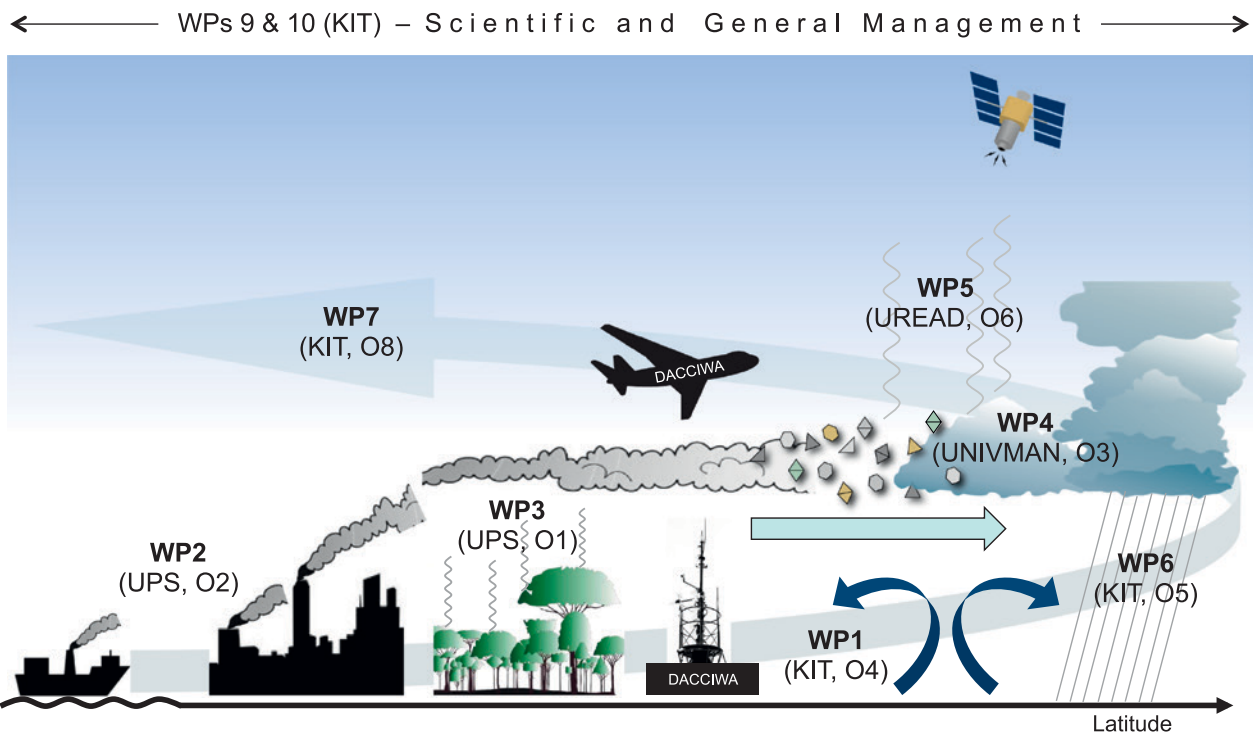 WPs 9 & 10 (KIT) – Scientific and General Management
WP5
(UREAD, O6)
WP7
(KIT, O8)
DACCIWA
WP4
(UNIVMAN, O3)
WP3
(UPS, O1)
WP2
(UPS, O2)
WP6
(KIT, O5)
WP1
(KIT, O4)
DACCIWA
Latitude